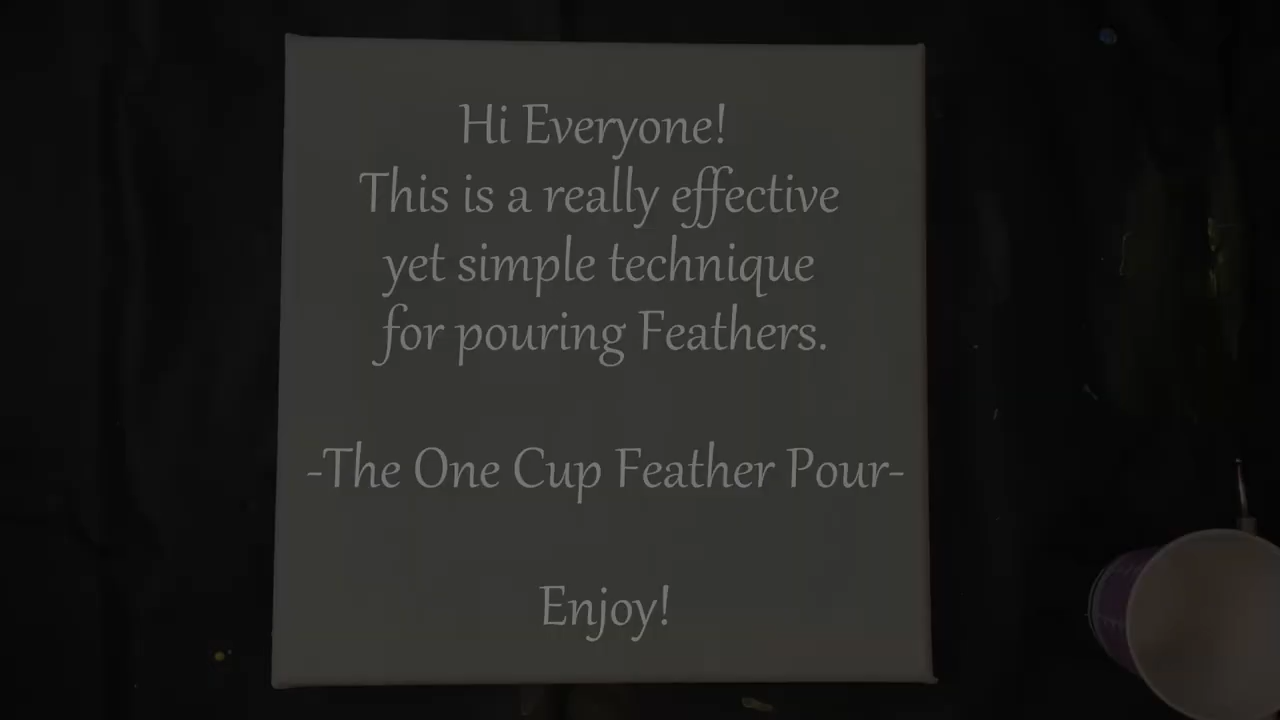 Hi Everyone!
This is a really effective
yet simple technique
for pouring Feathers.
-The One Cup Feather Pour-
Enjoy!